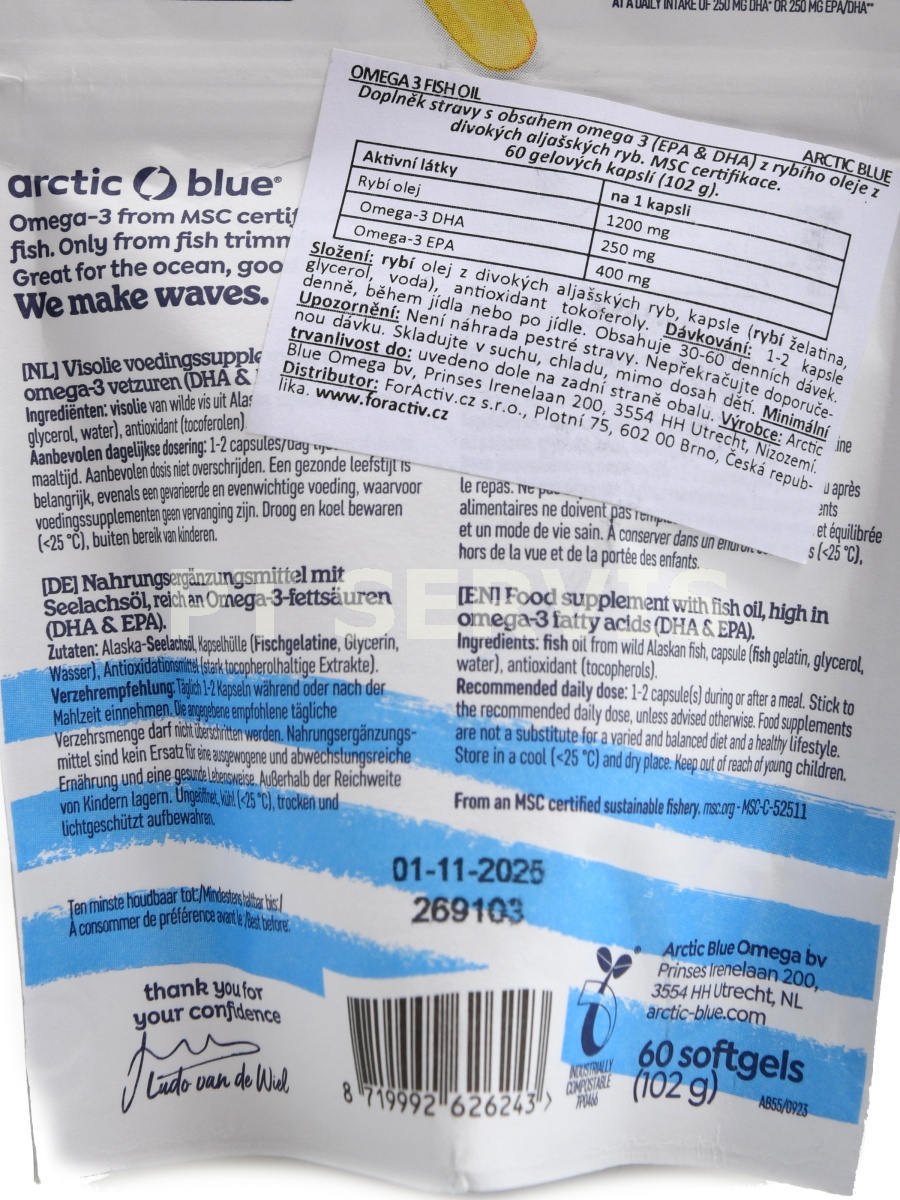 AT A DAILY INTAKE OF 250 MG DHA* OR 250 MG EPA/DHA**
OMEGA 3 FISH OIL
ARCTIC BLUE
Doplněk stravy s obsahem omega 3 (EPA & DHA) z rybího oleje z
divokých aljašských ryb. MSC certifikace.
60 gelových kapslí (102 g).
Aktivní látky na 1 kapsli
Rybí olej 1200 mg
Omega-3 DHA 250 mg
Omega-3 EPA 400 mg
Složení: rybí olej z divokých aljašských ryb, kapsle (rybí želatina,
glycerol, voda), antioxidant tokoferoly. Dávkování: 1-2 kapsle
denně, během jídla nebo po jídle. Obsahuje 30-60 denních dávek.
Upozornění: Není náhrada pestré stravy. Nepřekračujte doporuče-
nou dávku. Skladujte v suchu, chladu, mimo dosah dětí. Minimální
trvanlivost do: uvedeno dole na zadní straně obalu. Výrobce: Arctic
Blue Omega bv, Prinses Irenelaan 200, 3554 HH Utrecht, Nizozemí.
Distributor: ForActiv.cz s.r.o., Plotní 75, 602 00 Brno, Česká repub-
lika. www.foractiv.cz
arctic blue®
Omega-3 from MSC certif
fish. Only from fish trimm
Great for the ocean, goo
We make waves.
[NL] Visolie voedingssupple
omega-3 vetzuren (DHA &
Ingrediënten: visolie van wilde vis uit Alas
glycerol, water), antioxidant (tocoferolen)
Aanbevolen dagelijkse dosering: 1-2 capsules/dag
maaltijd. Aanbevolen dosis niet overschrijden. Een gezonde leefstijl is
belangrijk, evenals een gevarieerde en evenwichtige voeding, waarvoor
voedingssupplementen geen vervanging zijn. Droog en koel bewaren
(<25 °C), buiten bereik van kinderen.
ine
u après
le repas. Ne
ents
alimentaires ne doivent pas
et équilibrée
et un mode de vie sain. À conserver dans un endroit
s (<25 °C),
hors de la vue et de la portée des enfants.
PT SERVIS
[DE] Nahrungsergänzungsmittel mit
Seelachsöl, reich an Omega-3-fettsäuren
(DHA & EPA).
Zutaten: Alaska-Seelachsöl, Kapselhülle (Fischgelatine, Glycerin,
Wasser), Antioxidationsmittel (stark tocopherolhaltige Extrakte).
Verzehrempfehlung: Täglich 1-2 Kapseln während oder nach der
Mahlzeit einnehmen. Die angegebene empfohlene tägliche
Verzehrsmenge darf nicht überschritten werden. Nahrungsergänzungs-
mittel sind kein Ersatz für eine ausgewogene und abwechslungsreiche
Ernährung und eine gesunde Lebensweise. Außerhalb der Reichweite
von Kindern lagern. Ungeöffnet, kühl (<25 °C), trocken und
lichtgeschützt aufbewahren.
[EN] Food supplement with fish oil, high in
omega-3 fatty acids (DHA & EPA).
Ingredients: fish oil from wild Alaskan fish, capsule (fish gelatin, glycerol,
water), antioxidant (tocopherols).
Recommended daily dose: 1-2 capsule(s) during or after a meal. Stick to
the recommended daily dose, unless advised otherwise. Food supplements
are not a substitute for a varied and balanced diet and a healthy lifestyle.
Store in a cool (<25 °C) and dry place. Keep out of reach of young children.
From an MSC certified sustainable fishery. msc.org - MSC-C-52511
01-11-2025
269103
Ten minste houdbaar tot:/Mindestens haltbar bis:/
À consommer de préférence avant le :/Best before:
thank you for
your confidence
Ludo van de Wiel
8 719992 626243 >
INDUSTRIALLY
COMPOSTABLE
7P0466
Arctic Blue Omega bv
Prinses Irenelaan 200,
3554 HH Utrecht, NL
arctic-blue.com
60 softgels
(102 g)
AB55/0923